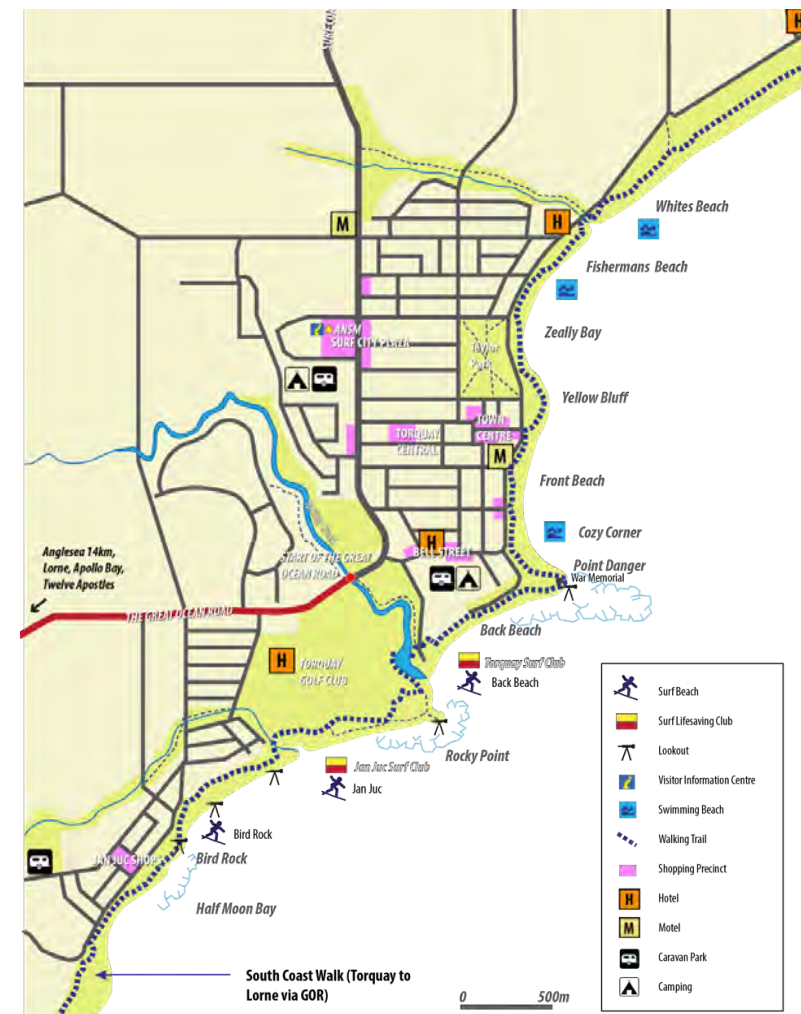 H
SURF CO
Whites Beach
M
H
Fishermans Beach
ANSM
SURF CITY PLAZA
Zeally Bay
Taylor
Park
Yellow Bluff
TOWN
CENTRE
TORQUAY
CENTRAL
M
Front Beach
Cozy Corner
H
BELL STREET
Anglesea 14km,
Lorne, Apollo Bay,
Twelve Apostles
START OF THE GREAT
OCEAN ROAD
Point Danger
War Memorial
THE GREAT OCEAN ROAD
Back Beach
H
TORQUAY
GOLF CLUB
Torquay Surf Club
Back Beach
Rocky Point
Jan Juc Surf Club
Jan Juc
Bird Rock
Bird Rock
JAN JUC SHOPS
Half Moon Bay
South Coast Walk (Torquay to
Lorne via GOR)
0 500m
Surf Beach
Surf Lifesaving Club
Lookout
Visitor Information Centre
Swimming Beach
Walking Trail
Shopping Precinct
H Hotel
M Motel
Caravan Park
Camping